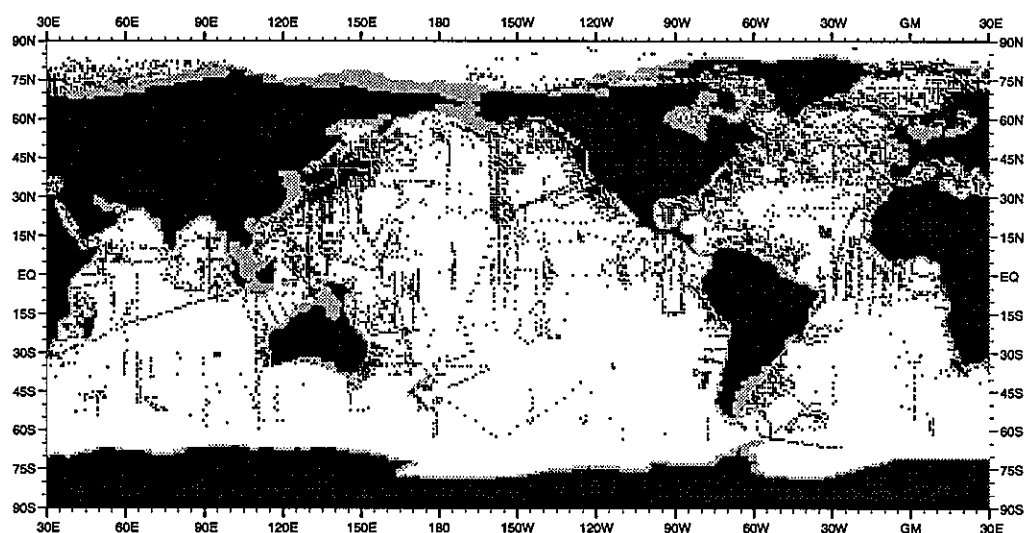 30E 60E 90E 120E 150E 180 150W 120W 90W 60W 30W GM 30E
90N 90N
75N 75N
60N 60N
45N 45N
30N 30N
15N 15N
EQ EQ
15S 15S
30S 30S
45S 45S
60S 60S
75S 75S
90S 90S
30E 60E 90E 120E 150E 180 150W 120W 90W 60W 30W GM 30E